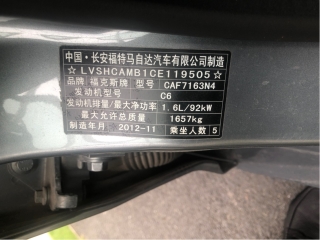 中国·长安福特马自达汽车有限公司制造
☆LVSHCAMB1CE119505☆
品牌 福克斯牌 型号 CAF7163N4
发动机型号 C6
发动机排量/最大净功率 1.6L/92kW
最大允许总质量 1657kg
制造年月 2012-11 乘坐人数 5